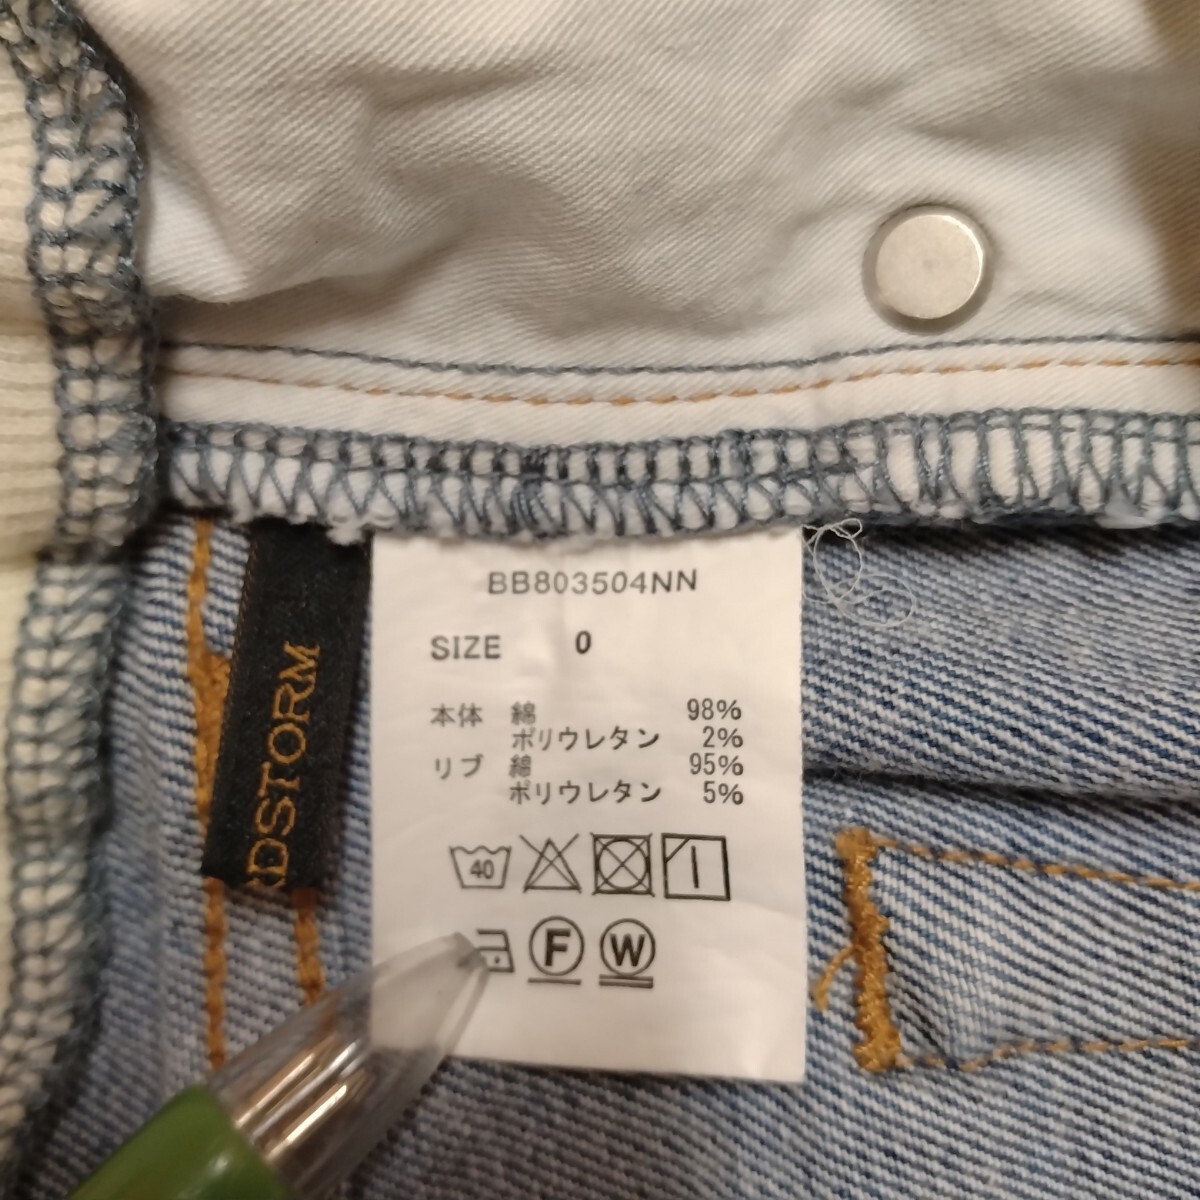 BB803504NN
SIZE 0
本体 綿 98%
ポリウレタン 2%
リブ 綿 95%
ポリウレタン 5%
40
F W
RDSTORM